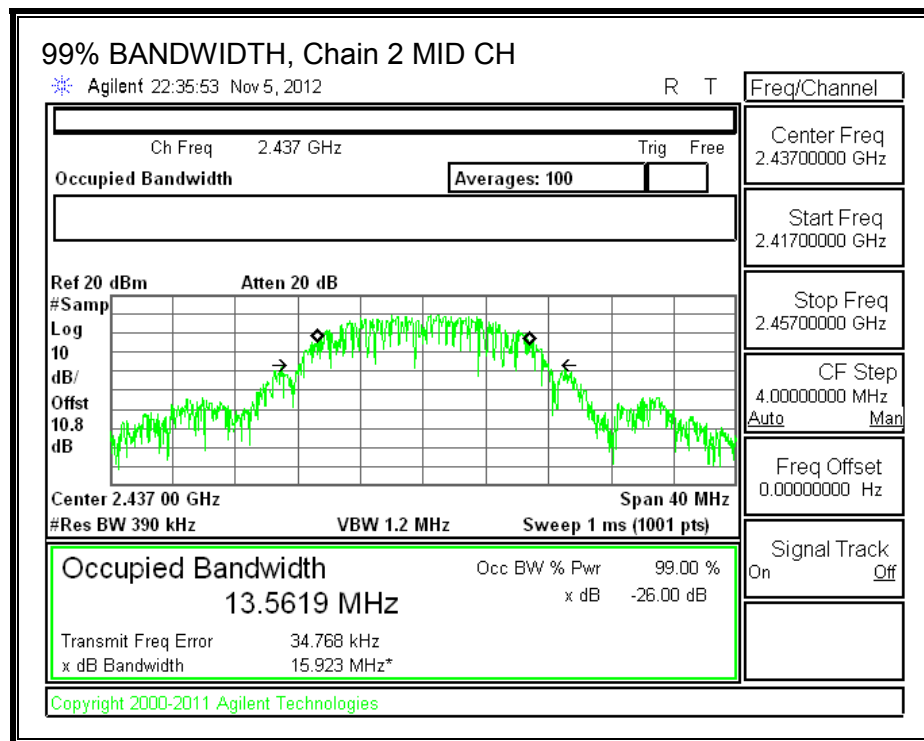 99% BANDWIDTH, Chain 2 MID CH
Agilent 22:35:53 Nov 5, 2012 R T
Freq/Channel
Ch Freq 2.437 GHz Trig Free
Occupied Bandwidth Averages: 100
Center Freq
2.43700000 GHz
Start Freq
2.41700000 GHz
Stop Freq
2.45700000 GHz
CF Step
4.00000000 MHz
Auto Man
Freq Offset
0.00000000 Hz
Signal Track
On Off
Ref 20 dBm Atten 20 dB
#Samp
Log
10
dB/
Offst
10.8
dB
Center 2.437 00 GHz Span 40 MHz
#Res BW 390 kHz VBW 1.2 MHz Sweep 1 ms (1001 pts)
Occupied Bandwidth Occ BW % Pwr 99.00 %
13.5619 MHz x dB -26.00 dB
Transmit Freq Error 34.768 kHz
x dB Bandwidth 15.923 MHz*
Copyright 2000-2011 Agilent Technologies